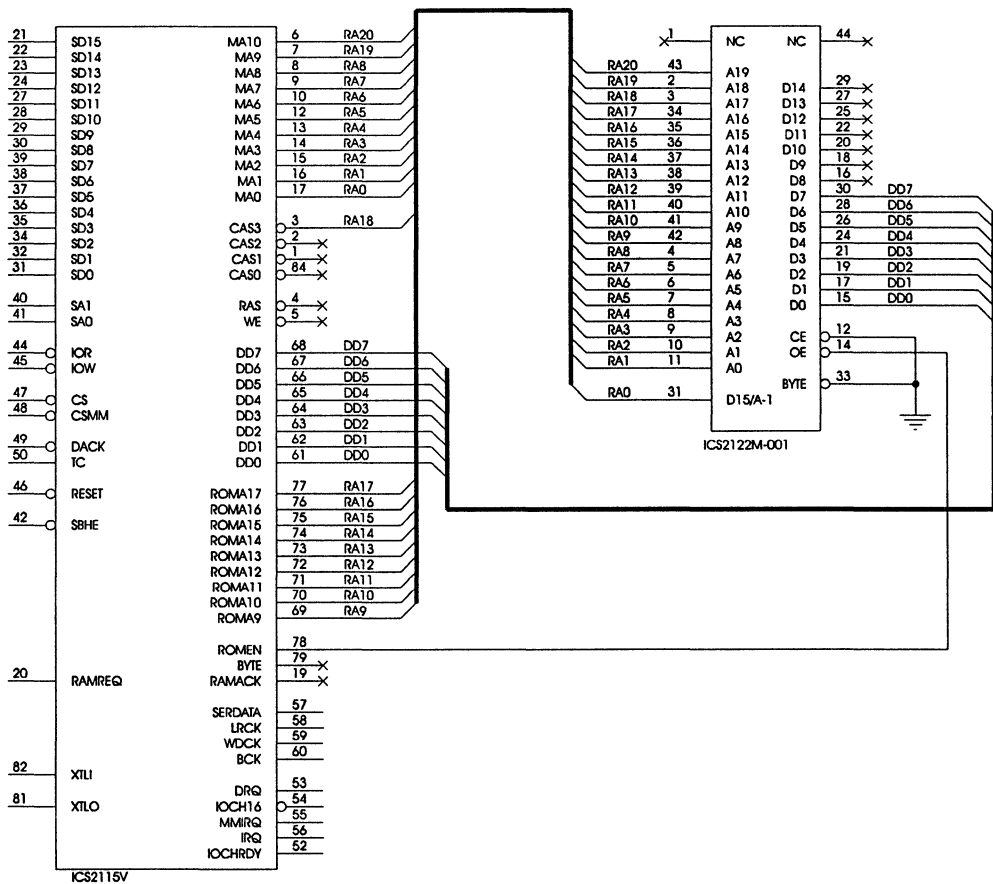 21 SD15 MA10 6 RA20
22 SD14 MA9 7 RA19
23 SD13 MA8 8 RA8
24 SD12 MA7 9 RA7
27 SD11 MA6 10 RA6
28 SD10 MA5 12 RA5
29 SD9 MA4 13 RA4
30 SD8 MA3 14 RA3
39 SD7 MA2 15 RA2
38 SD6 MA1 16 RA1
37 SD5 MA0 17 RA0
36 SD4
35 SD3 CAS3 3 RA18
34 SD2 CAS2 2
32 SD1 CAS1 1
31 SD0 CAS0 84
40 SA1 RAS 4
41 SA0 WE 5
44 IOR DD7 68 DD7
45 IOW DD6 67 DD6
DD5 66 DD5
47 CS DD4 65 DD4
48 CSMM DD3 64 DD3
DD2 63 DD2
49 DACK DD1 62 DD1
50 TC DD0 61 DD0
46 RESET ROMA17 77 RA17
ROMA16 76 RA16
42 SBHE ROMA15 75 RA15
ROMA14 74 RA14
ROMA13 73 RA13
ROMA12 72 RA12
ROMA11 71 RA11
ROMA10 70 RA10
ROMA9 69 RA9
ROMEN 78
BYTE 79
20 RAMREQ RAMACK 19
SERDATA 57
LRCK 58
WDCK 59
BCK 60
82 XTLI
DRQ 53
81 XTLO IOCH16 54
MMIRQ 55
IRQ 56
IOCHRDY 52
ICS2115V
1 NC NC 44
RA20 43 A19
RA19 2 A18 D14 29
RA18 3 A17 D13 27
RA17 34 A16 D12 25
RA16 35 A15 D11 22
RA15 36 A14 D10 20
RA14 37 A13 D9 18
RA13 38 A12 D8 16
RA12 39 A11 D7 30 DD7
RA11 40 A10 D6 28 DD6
RA10 41 A9 D5 26 DD5
RA9 42 A8 D4 24 DD4
RA8 4 A7 D3 21 DD3
RA7 5 A6 D2 19 DD2
RA6 6 A5 D1 17 DD1
RA5 7 A4 D0 15 DD0
RA4 8 A3
RA3 9 A2 CE 12
RA2 10 A1 OE 14
RA1 11 A0
BYTE 33
RA0 31 D15/A-1
ICS2122M-001